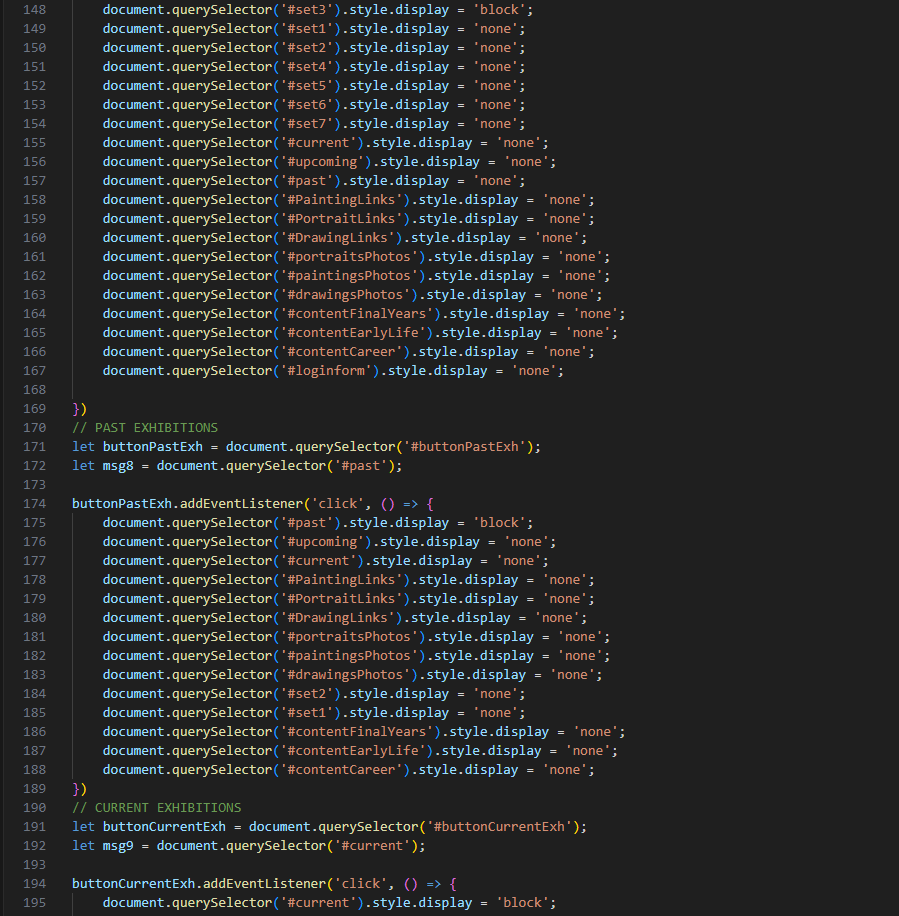 148 document.querySelector('#set3').style.display = 'block';
149 document.querySelector('#set1').style.display = 'none';
150 document.querySelector('#set2').style.display = 'none';
151 document.querySelector('#set4').style.display = 'none';
152 document.querySelector('#set5').style.display = 'none';
153 document.querySelector('#set6').style.display = 'none';
154 document.querySelector('#set7').style.display = 'none';
155 document.querySelector('#current').style.display = 'none';
156 document.querySelector('#upcoming').style.display = 'none';
157 document.querySelector('#past').style.display = 'none';
158 document.querySelector('#PaintingLinks').style.display = 'none';
159 document.querySelector('#PortraitLinks').style.display = 'none';
160 document.querySelector('#DrawingLinks').style.display = 'none';
161 document.querySelector('#portraitsPhotos').style.display = 'none';
162 document.querySelector('#paintingsPhotos').style.display = 'none';
163 document.querySelector('#drawingsPhotos').style.display = 'none';
164 document.querySelector('#contentFinalYears').style.display = 'none';
165 document.querySelector('#contentEarlyLife').style.display = 'none';
166 document.querySelector('#contentCareer').style.display = 'none';
167 document.querySelector('#loginform').style.display = 'none';
168
169 })
170 // PAST EXHIBITIONS
171 let buttonPastExh = document.querySelector('#buttonPastExh');
172 let msg8 = document.querySelector('#past');
173
174 buttonPastExh.addEventListener('click', () => {
175 document.querySelector('#past').style.display = 'block';
176 document.querySelector('#upcoming').style.display = 'none';
177 document.querySelector('#current').style.display = 'none';
178 document.querySelector('#PaintingLinks').style.display = 'none';
179 document.querySelector('#PortraitLinks').style.display = 'none';
180 document.querySelector('#DrawingLinks').style.display = 'none';
181 document.querySelector('#portraitsPhotos').style.display = 'none';
182 document.querySelector('#paintingsPhotos').style.display = 'none';
183 document.querySelector('#drawingsPhotos').style.display = 'none';
184 document.querySelector('#set2').style.display = 'none';
185 document.querySelector('#set1').style.display = 'none';
186 document.querySelector('#contentFinalYears').style.display = 'none';
187 document.querySelector('#contentEarlyLife').style.display = 'none';
188 document.querySelector('#contentCareer').style.display = 'none';
189 })
190 // CURRENT EXHIBITIONS
191 let buttonCurrentExh = document.querySelector('#buttonCurrentExh');
192 let msg9 = document.querySelector('#current');
193
194 buttonCurrentExh.addEventListener('click', () => {
195 document.querySelector('#current').style.display = 'block';